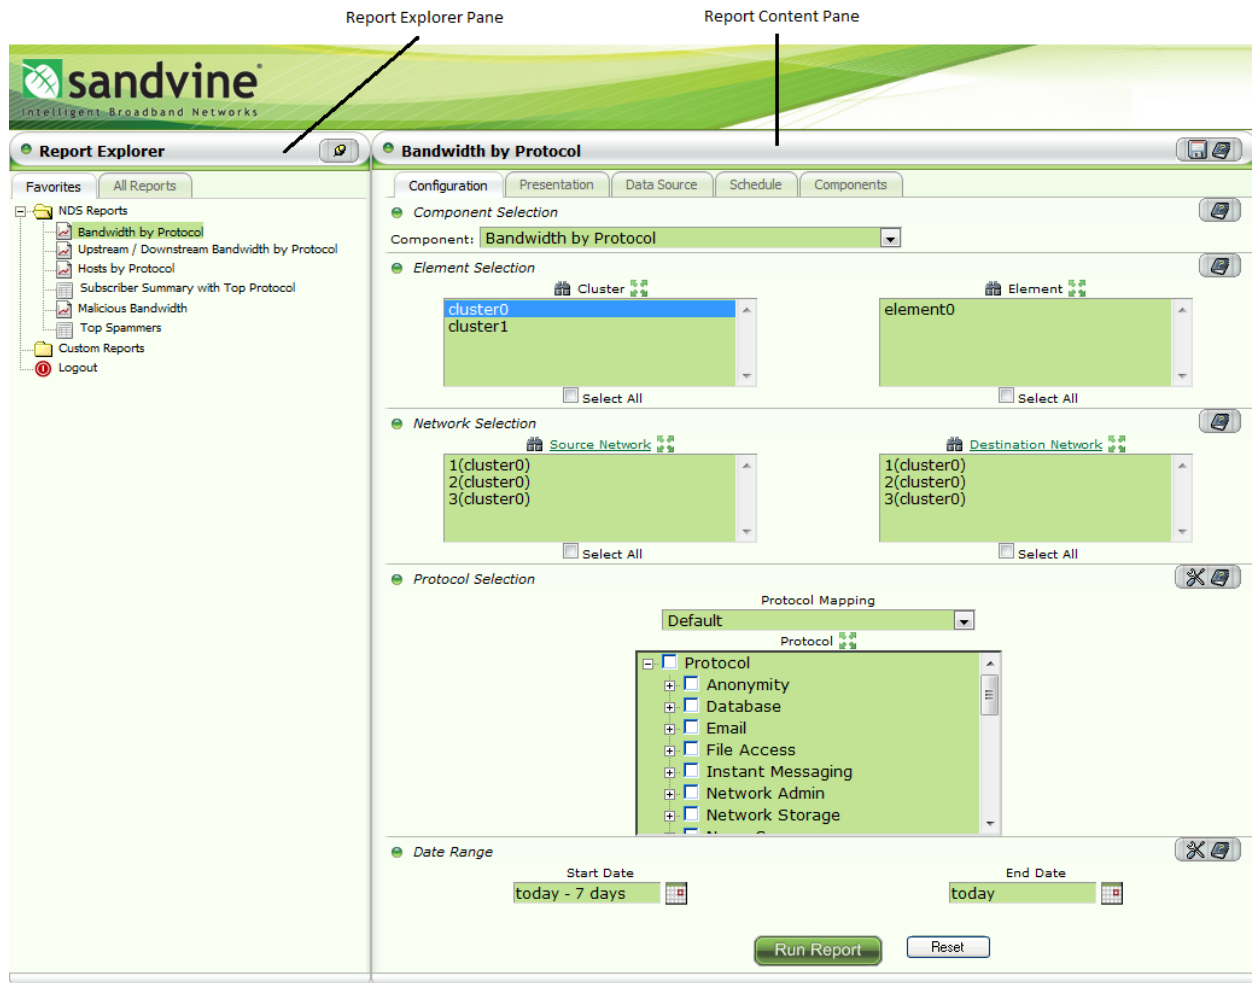 Report Explorer Pane
Report Content Pane
sandvine
Intelligent Broadband Networks
Report Explorer
Bandwidth by Protocol
Favorites
All Reports
NDS Reports
Bandwidth by Protocol
Upstream / Downstream Bandwidth by Protocol
Hosts by Protocol
Subscriber Summary with Top Protocol
Malicious Bandwidth
Top Spammers
Custom Reports
Logout
Configuration
Presentation
Data Source
Schedule
Components
Component Selection
Component: Bandwidth by Protocol
Element Selection
Cluster
cluster0
cluster1
Select All
Element
element0
Select All
Network Selection
Source Network
1(cluster0)
2(cluster0)
3(cluster0)
Select All
Destination Network
1(cluster0)
2(cluster0)
3(cluster0)
Select All
Protocol Selection
Protocol Mapping
Default
Protocol
Protocol
Anonymity
Database
Email
File Access
Instant Messaging
Network Admin
Network Storage
Date Range
Start Date
today - 7 days
End Date
today
Run Report
Reset